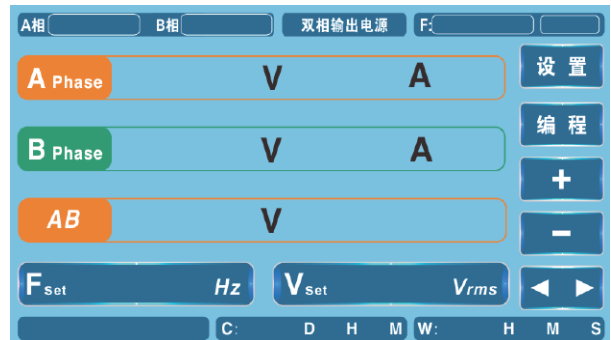 A相 B相 双相输出电源 F:
A Phase V A
设 置
B Phase V A
编 程
+
AB V
-
Fset Hz Vset Vrms ◀ ▶
C: D H M W: H M S